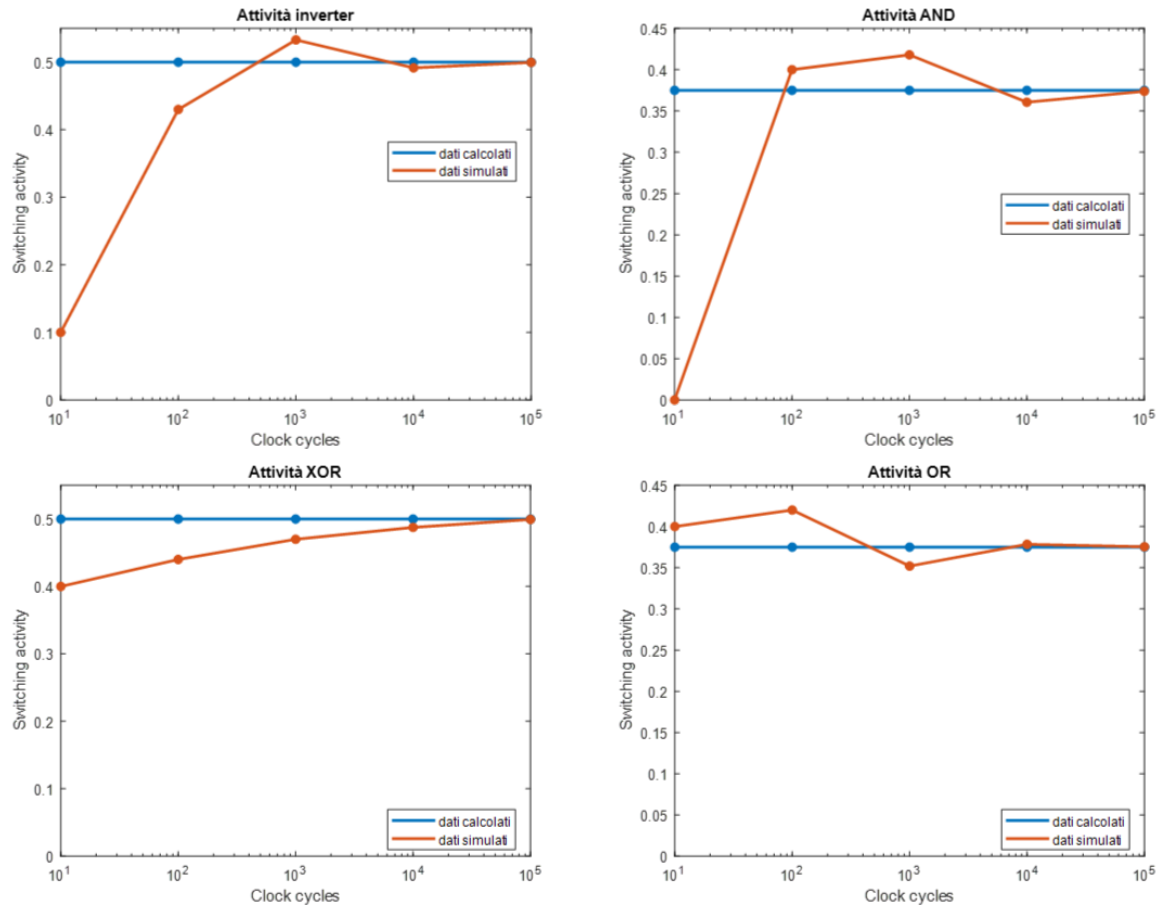 Attività inverter
0.5
0.4
0.3
0.2
0.1
0
Switching activity
dati calcolati
dati simulati
10^1 10^2 10^3 10^4 10^5
Clock cycles
Attività AND
0.45
0.4
0.35
0.3
0.25
0.2
0.15
0.1
0.05
0
Switching activity
dati calcolati
dati simulati
10^1 10^2 10^3 10^4 10^5
Clock cycles
Attività XOR
0.5
0.4
0.3
0.2
0.1
0
Switching activity
dati calcolati
dati simulati
10^1 10^2 10^3 10^4 10^5
Clock cycles
Attività OR
0.45
0.4
0.35
0.3
0.25
0.2
0.15
0.1
0.05
0
Switching activity
dati calcolati
dati simulati
10^1 10^2 10^3 10^4 10^5
Clock cycles